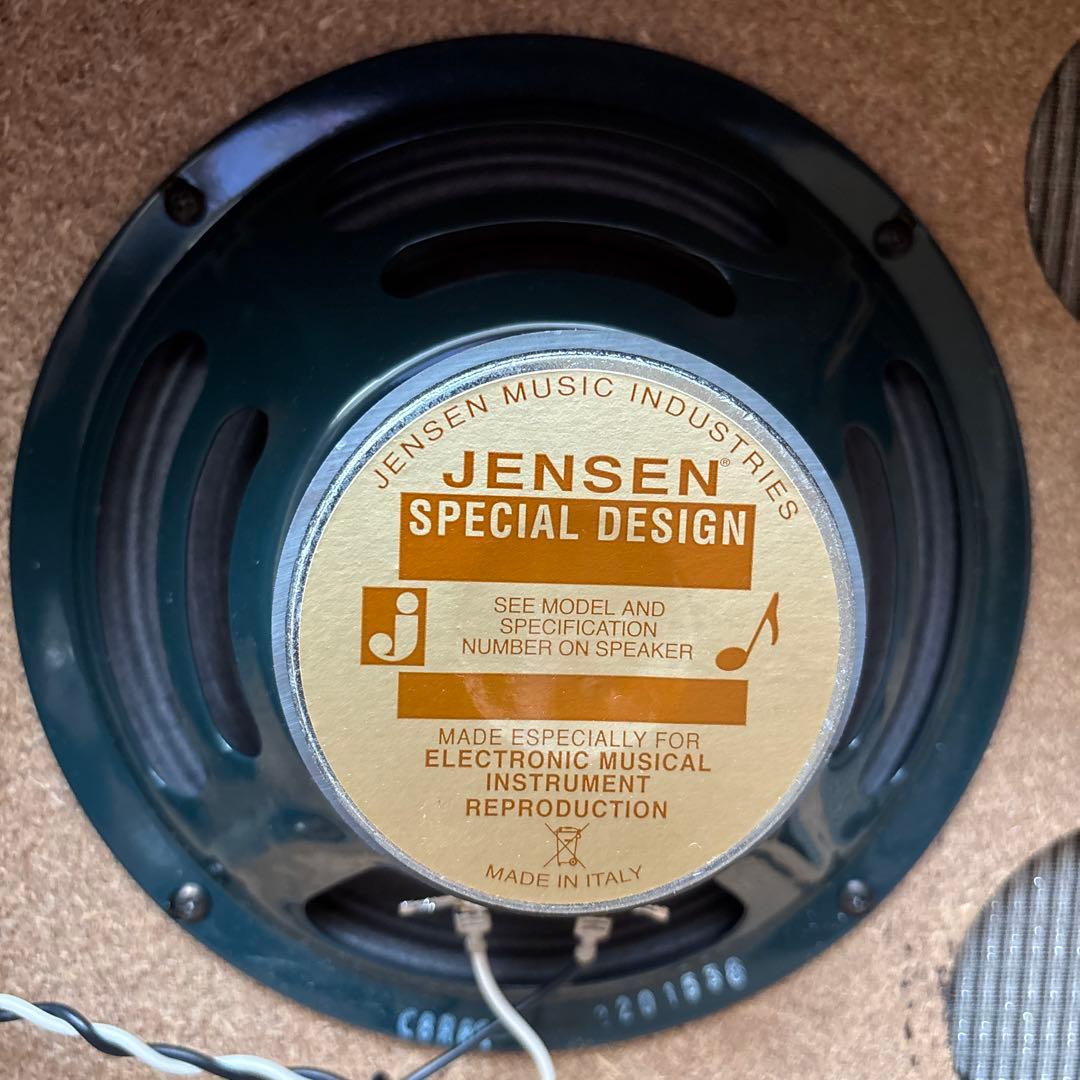 JENSEN MUSIC INDUSTRIES
JENSEN®
SPECIAL DESIGN
j
SEE MODEL AND
SPECIFICATION
NUMBER ON SPEAKER
MADE ESPECIALLY FOR
ELECTRONIC MUSICAL
INSTRUMENT
REPRODUCTION
MADE IN ITALY